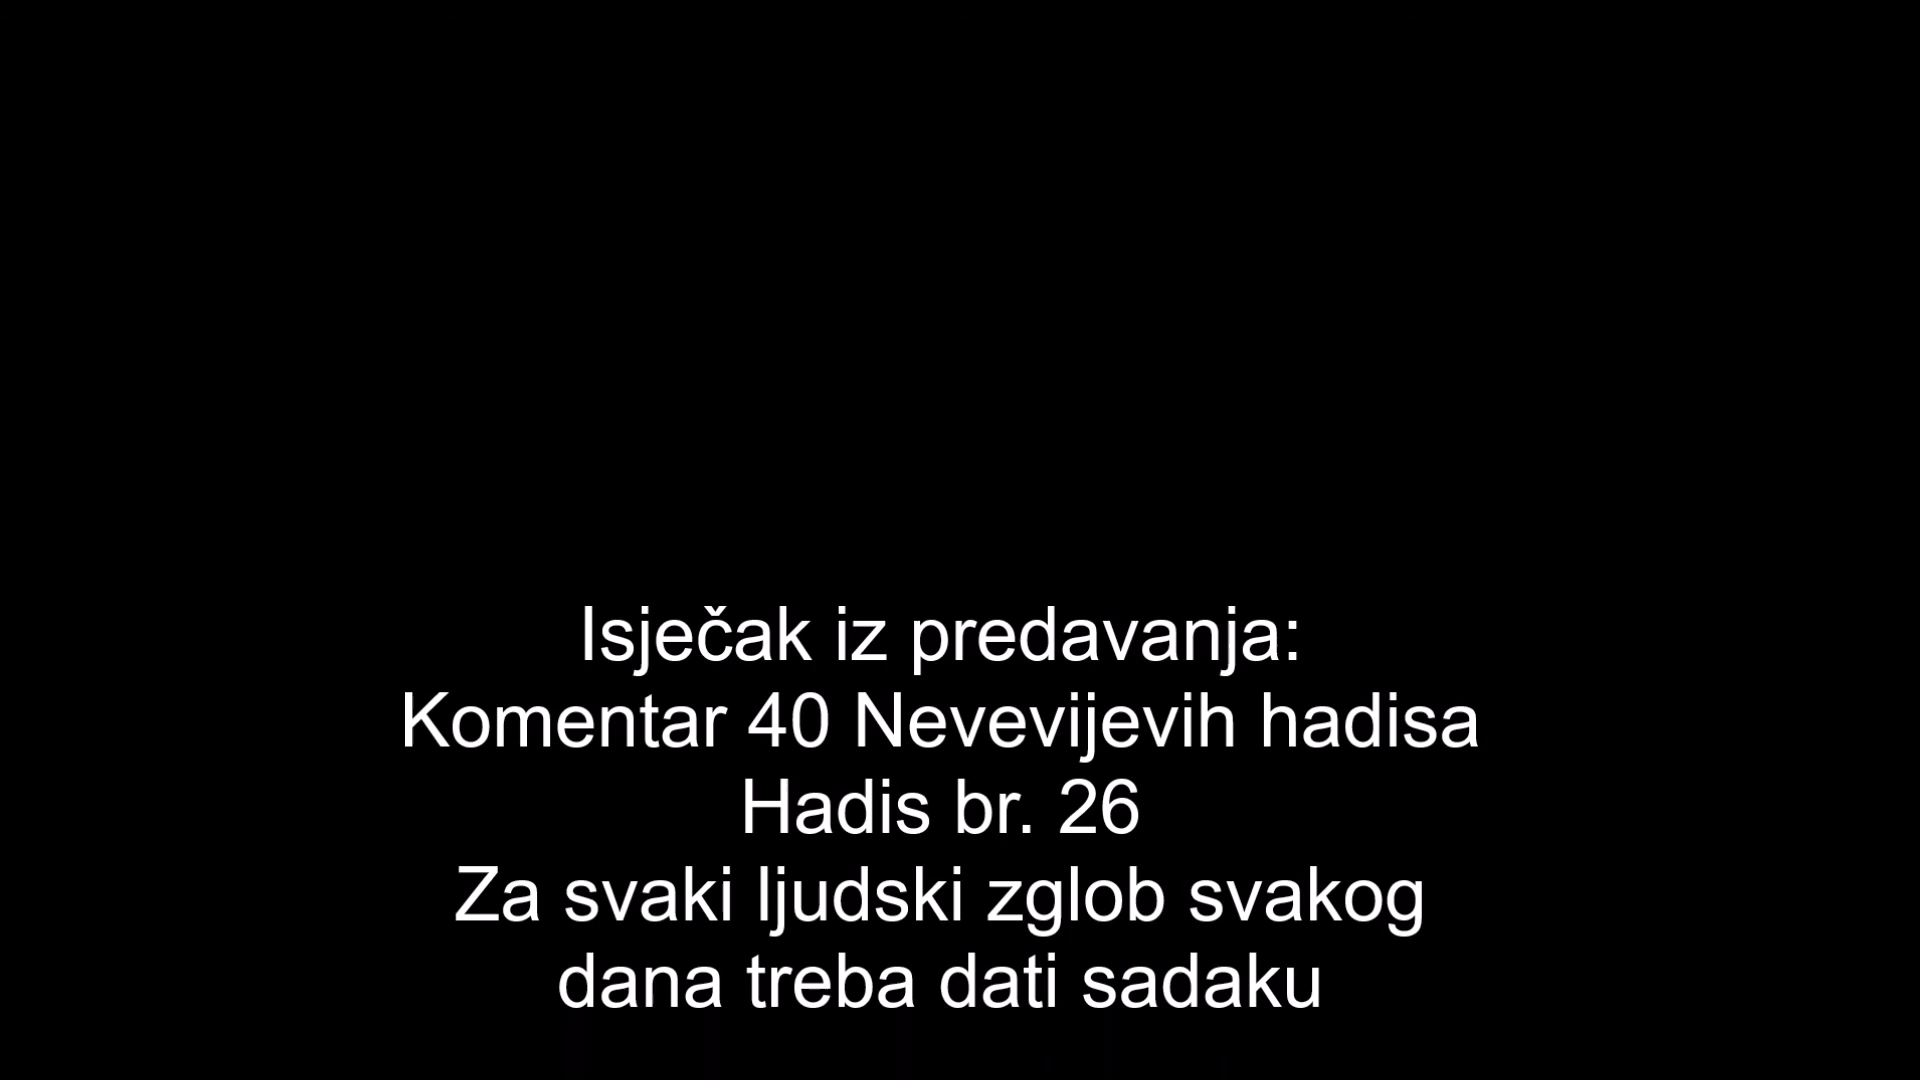 Isječak iz predavanja:
Komentar 40 Nevevijevih hadisa
Hadis br. 26
Za svaki ljudski zglob svakog
dana treba dati sadaku